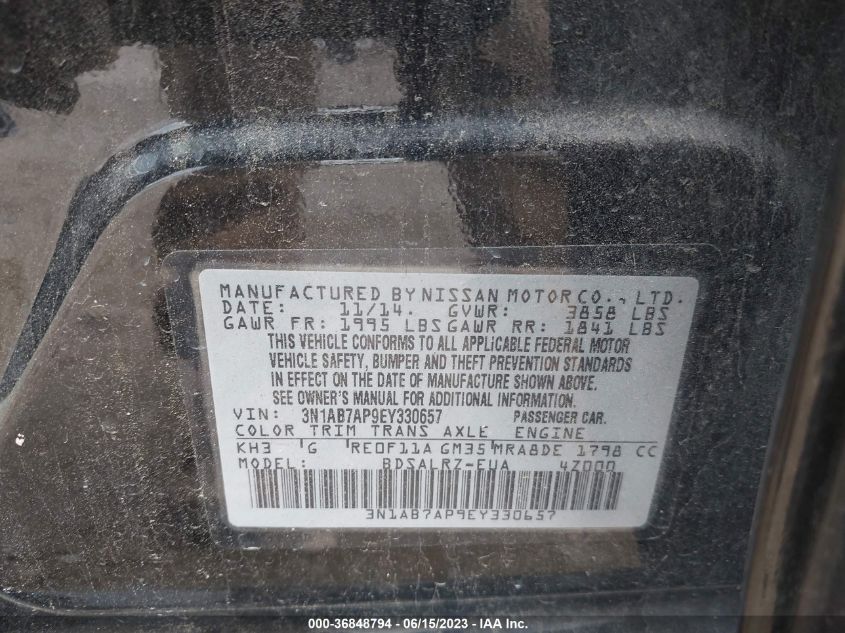 MANUFACTURED BY NISSAN MOTOR CO., LTD.
DATE: 11/14. GVWR: 3858 LBS
GAWR FR: 1995 LBS GAWR RR: 1841 LBS
THIS VEHICLE CONFORMS TO ALL APPLICABLE FEDERAL MOTOR
VEHICLE SAFETY, BUMPER AND THEFT PREVENTION STANDARDS
IN EFFECT ON THE DATE OF MANUFACTURE SHOWN ABOVE.
SEE OWNER'S MANUAL FOR ADDITIONAL INFORMATION.
VIN: 3N1AB7AP9EY330657 PASSENGER CAR.
COLOR TRIM TRANS AXLE ENGINE
KH3 G RE0F11A GM35 MRA8DE 1798 CC
MODEL: BDSALRZ-EUA 4Z000
3N1AB7AP9EY330657
000-36848794 - 06/15/2023 - IAA, Inc.